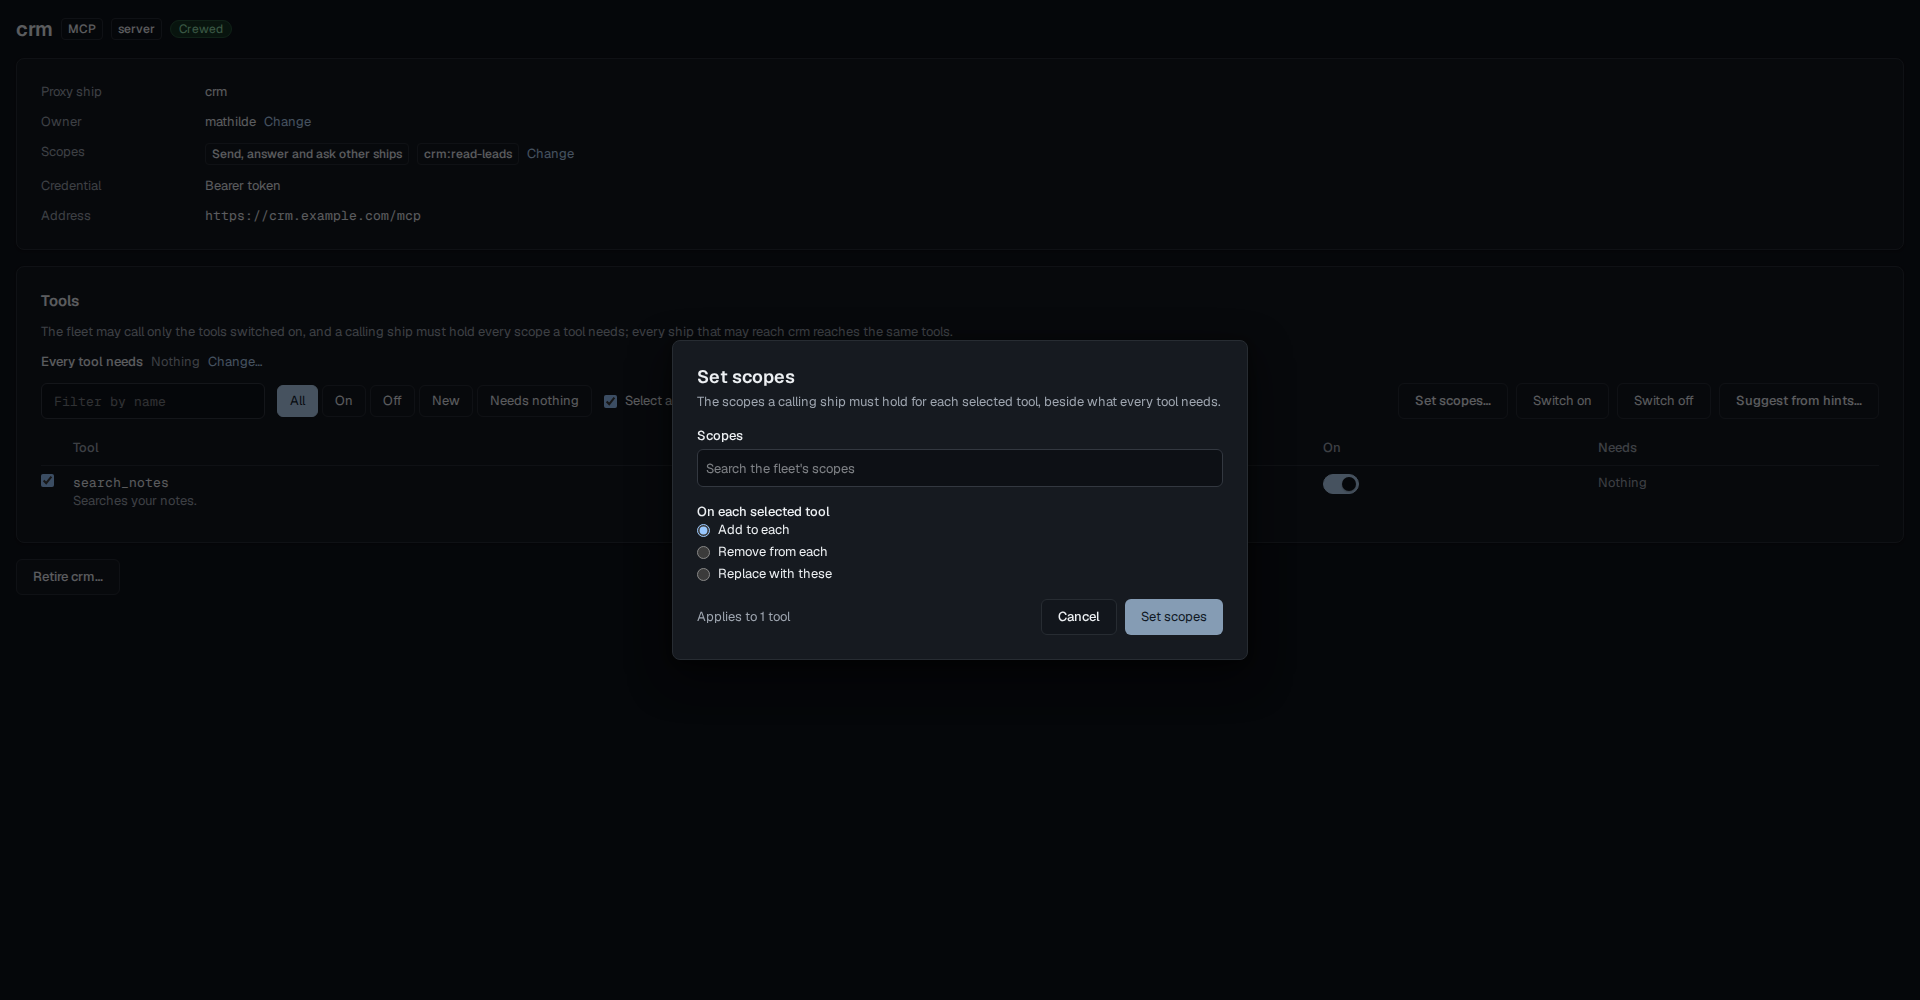 crm MCP server Crewed
Proxy ship crm
Owner mathilde Change
Scopes Send, answer and ask other ships crm:read-leads Change
Credential Bearer token
Address https://crm.example.com/mcp
Tools
The fleet may call only the tools switched on, and a calling ship must hold every scope a tool needs; every ship that may reach crm reaches the same tools.
Every tool needs Nothing Change...
Filter by name All On Off New Needs nothing Select a Set scopes... Switch on Switch off Suggest from hints...
Tool On Needs
search_notes Nothing
Searches your notes.
Retire crm...
Set scopes
The scopes a calling ship must hold for each selected tool, beside what every tool needs.
Scopes
Search the fleet's scopes
On each selected tool
Add to each
Remove from each
Replace with these
Applies to 1 tool Cancel Set scopes